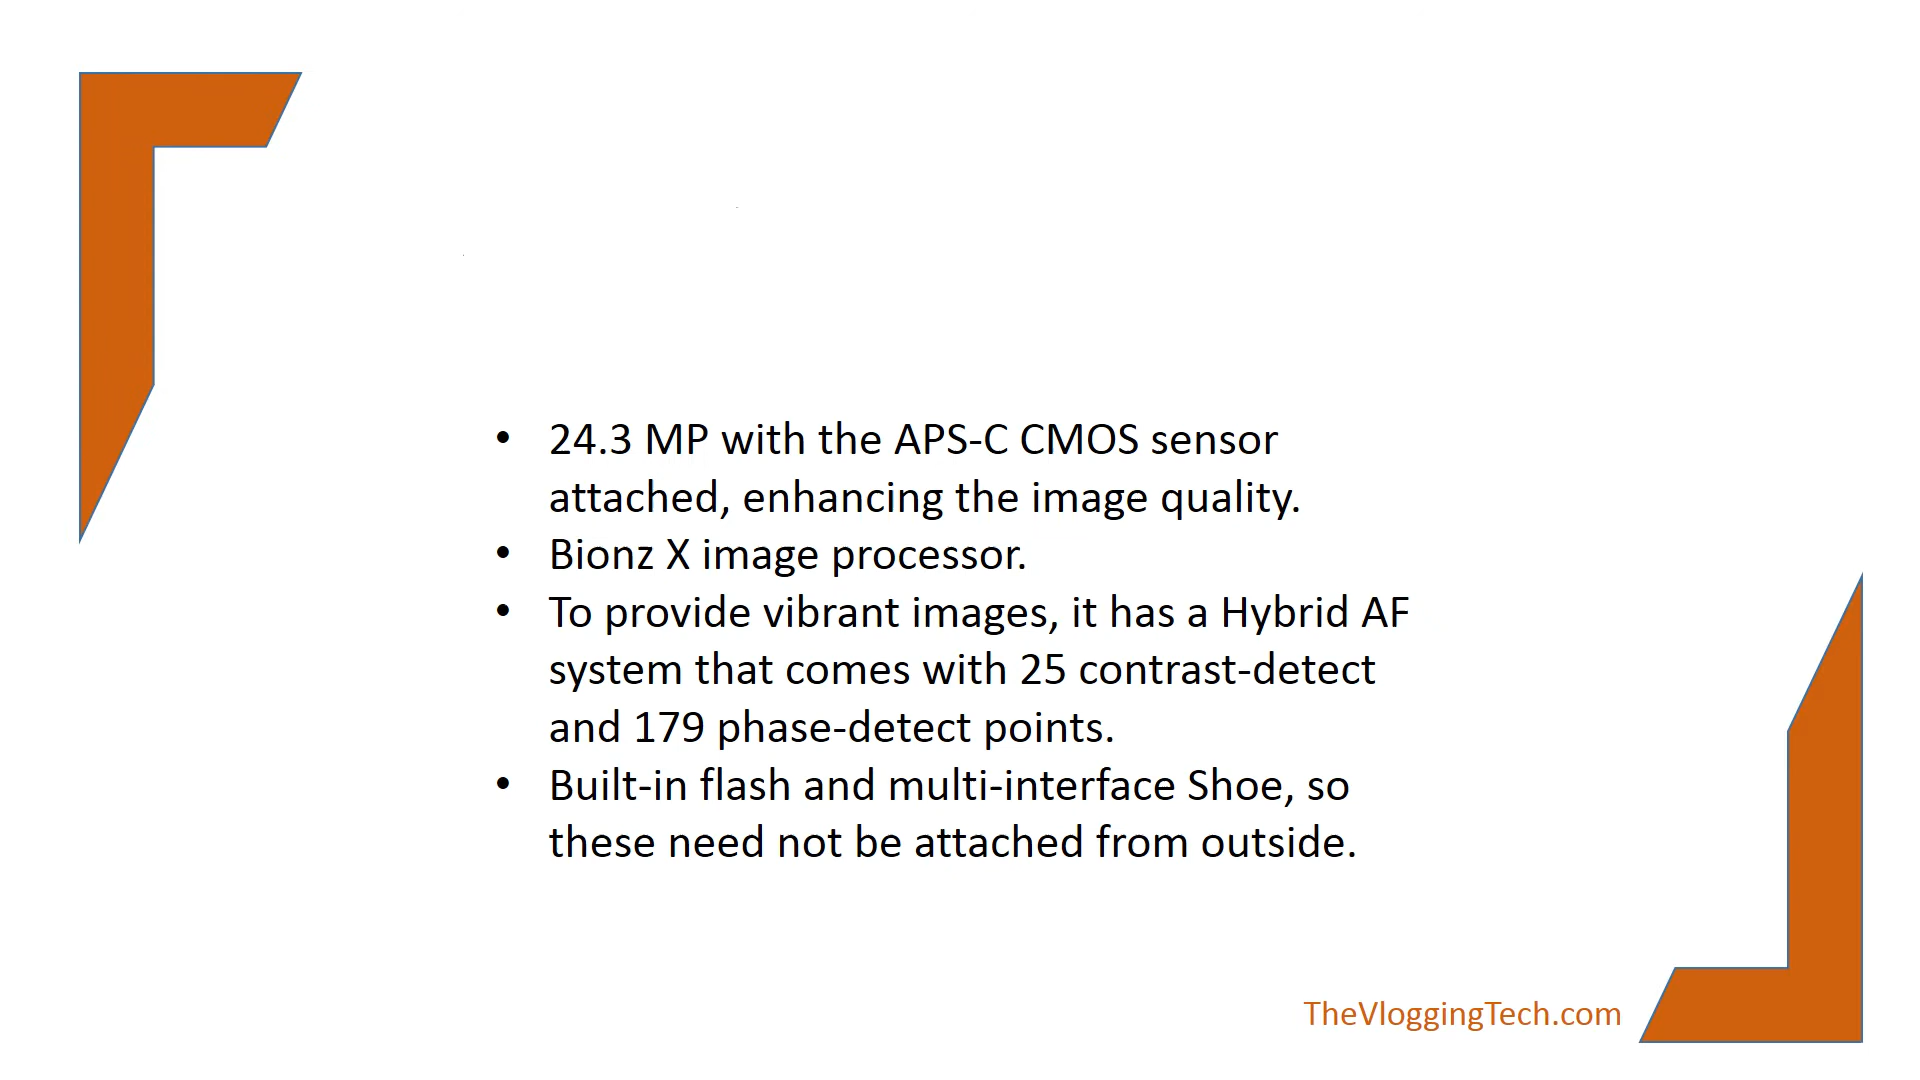 • 24.3 MP with the APS-C CMOS sensor
attached, enhancing the image quality.
• Bionz X image processor.
• To provide vibrant images, it has a Hybrid AF
system that comes with 25 contrast-detect
and 179 phase-detect points.
• Built-in flash and multi-interface Shoe, so
these need not be attached from outside.
TheVloggingTech.com